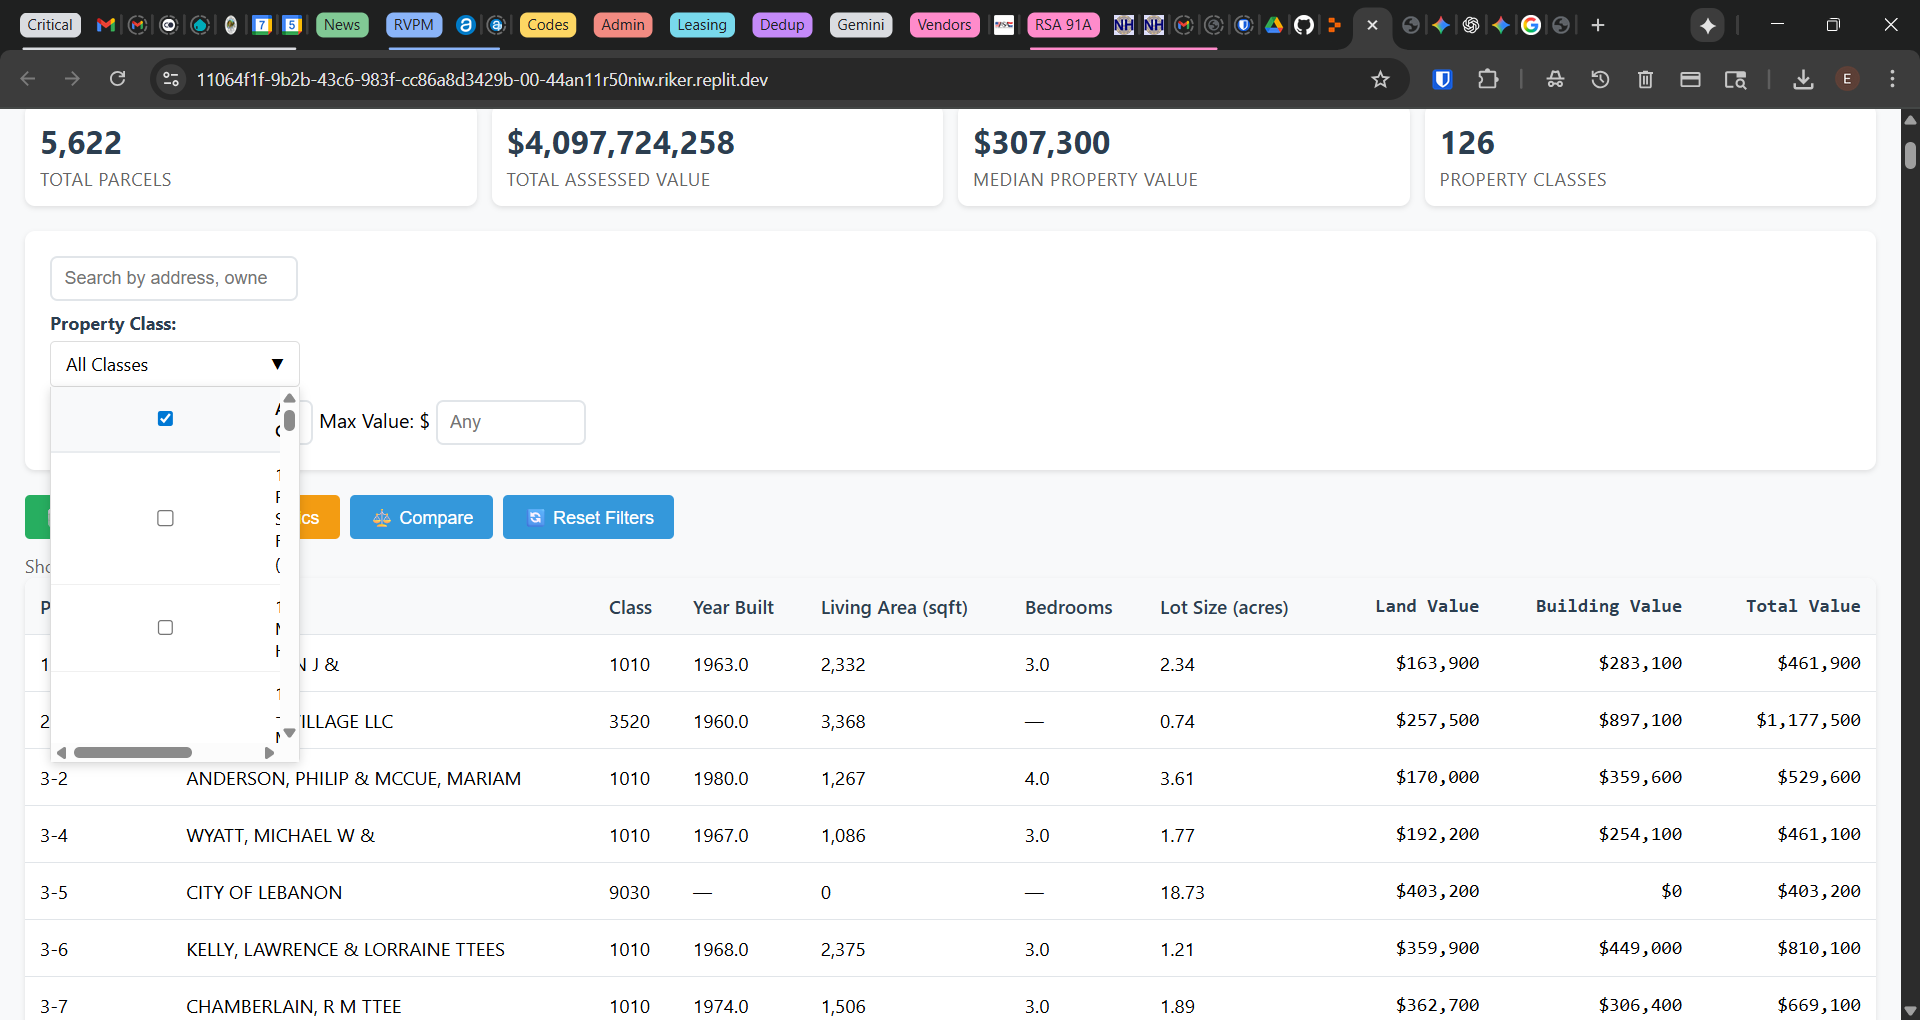 Critical
7
5
News
RVPM
Codes
Admin
Leasing
Dedup
Gemini
Vendors
RSA 91A
NH
NH
11064f1f-9b2b-43c6-983f-cc86a8d3429b-00-44an11r50niw.riker.replit.dev
E
5,622
TOTAL PARCELS
$4,097,724,258
TOTAL ASSESSED VALUE
$307,300
MEDIAN PROPERTY VALUE
126
PROPERTY CLASSES
Search by address, owne
Property Class:
All Classes ▼
Max Value: $ Any
ics
Compare
Reset Filters
Sho
P Class Year Built Living Area (sqft) Bedrooms Lot Size (acres) Land Value Building Value Total Value
1 N J & 1010 1963.0 2,332 3.0 2.34 $163,900 $283,100 $461,900
2 VILLAGE LLC 3520 1960.0 3,368 — 0.74 $257,500 $897,100 $1,177,500
3-2 ANDERSON, PHILIP & MCCUE, MARIAM 1010 1980.0 1,267 4.0 3.61 $170,000 $359,600 $529,600
3-4 WYATT, MICHAEL W & 1010 1967.0 1,086 3.0 1.77 $192,200 $254,100 $461,100
3-5 CITY OF LEBANON 9030 — 0 — 18.73 $403,200 $0 $403,200
3-6 KELLY, LAWRENCE & LORRAINE TTEES 1010 1968.0 2,375 3.0 1.21 $359,900 $449,000 $810,100
3-7 CHAMBERLAIN, R M TTEE 1010 1974.0 1,506 3.0 1.89 $362,700 $306,400 $669,100